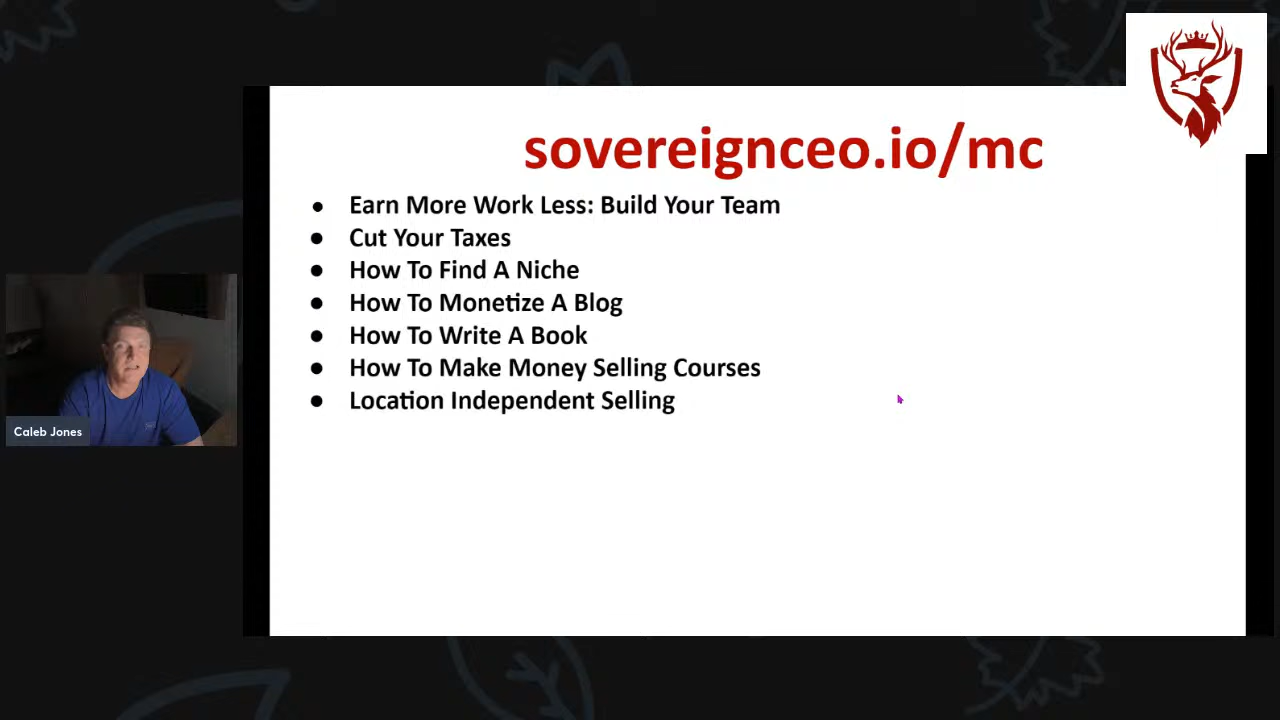 sovereignceo.io/mc
● Earn More Work Less: Build Your Team
● Cut Your Taxes
● How To Find A Niche
● How To Monetize A Blog
● How To Write A Book
● How To Make Money Selling Courses
● Location Independent Selling
Caleb Jones